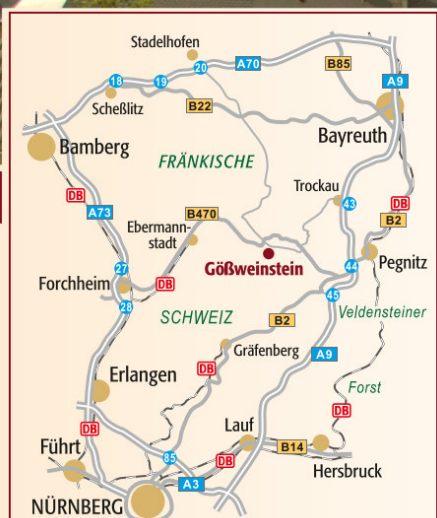 Stadelhofen
20
A70
B85
18
19
A9
Scheßlitz
B22
Bayreuth
Bamberg
FRÄNKISCHE
Trockau
DB
DB
43
A73
B470
B2
Ebermann-
stadt
Gößweinstein
Pegnitz
27
44
Forchheim
DB
45
28
SCHWEIZ
B2
Veldensteiner
Gräfenberg
A9
DB
Erlangen
Forst
DB
Lauf
DB
Führt
85
DB
B14
Hersbruck
A3
NÜRNBERG